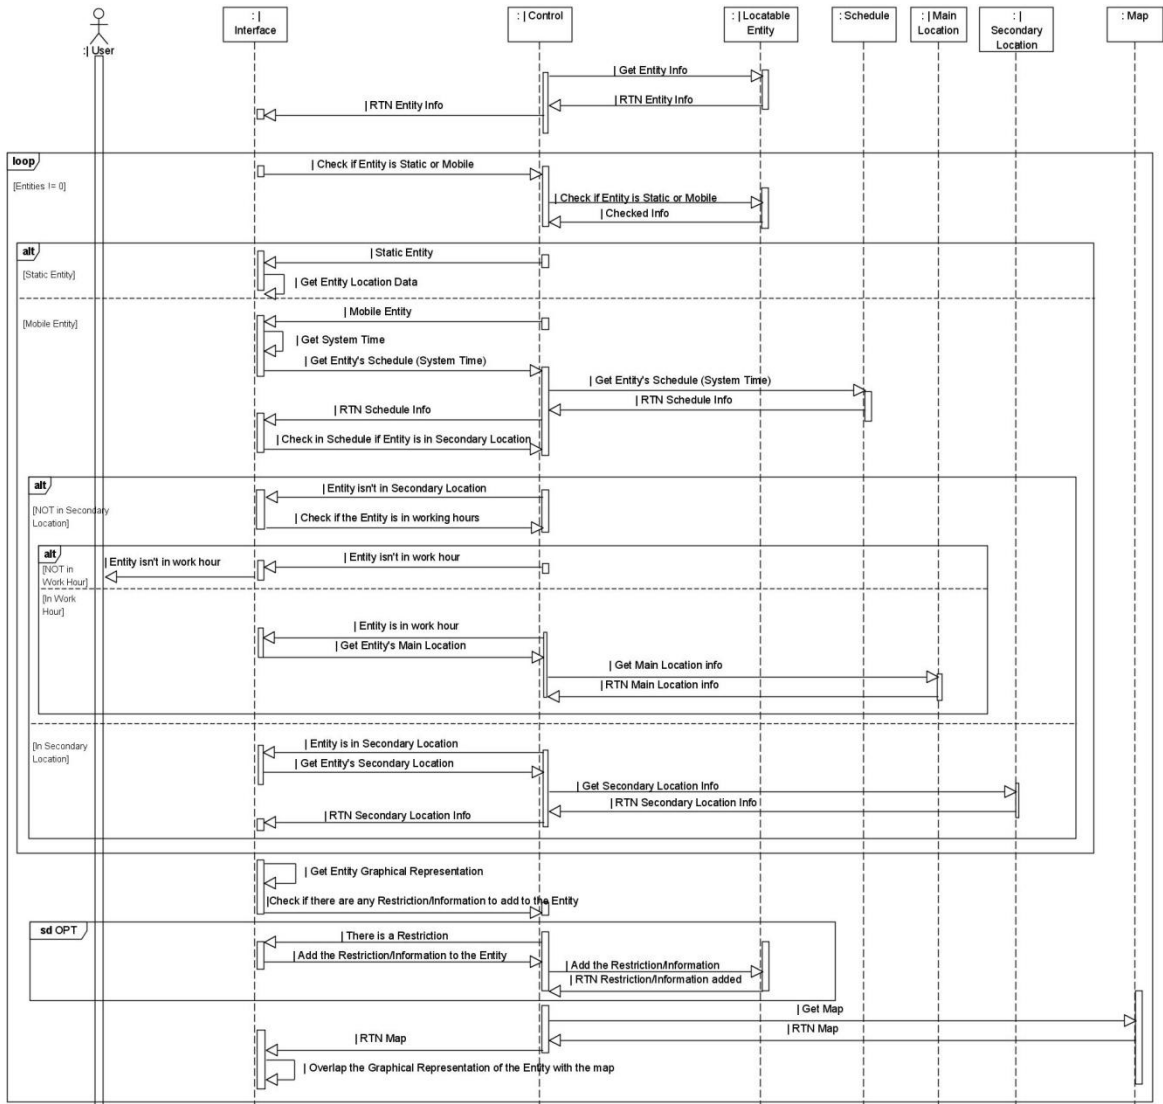 : |
Interface
: | Control
: | Locatable
Entity
: Schedule
: | Main
Location
: |
Secondary
Location
: Map
:| User
| Get Entity Info
| RTN Entity Info
| RTN Entity Info
loop
[Entities != 0]
| Check if Entity is Static or Mobile
| Check if Entity is Static or Mobile
| Checked Info
alt
[Static Entity]
| Static Entity
| Get Entity Location Data
[Mobile Entity]
| Mobile Entity
| Get System Time
| Get Entity's Schedule (System Time)
| Get Entity's Schedule (System Time)
| RTN Schedule Info
| RTN Schedule Info
| Check in Schedule if Entity is in Secondary Location
alt
[NOT in Secondary
Location]
| Entity isn't in Secondary Location
| Check if the Entity is in working hours
alt
[NOT in
Work Hour]
| Entity isn't in work hour
| Entity isn't in work hour
[In Work
Hour]
| Entity is in work hour
| Get Entity's Main Location
| Get Main Location info
| RTN Main Location info
[In Secondary
Location]
| Entity is in Secondary Location
| Get Entity's Secondary Location
| Get Secondary Location Info
| RTN Secondary Location Info
| RTN Secondary Location Info
| Get Entity Graphical Representation
|Check if there are any Restriction/Information to add to the Entity
sd OPT
| There is a Restriction
| Add the Restriction/Information to the Entity
| Add the Restriction/Information
| RTN Restriction/Information added
| Get Map
| RTN Map
| RTN Map
| Overlap the Graphical Representation of the Entity with the map